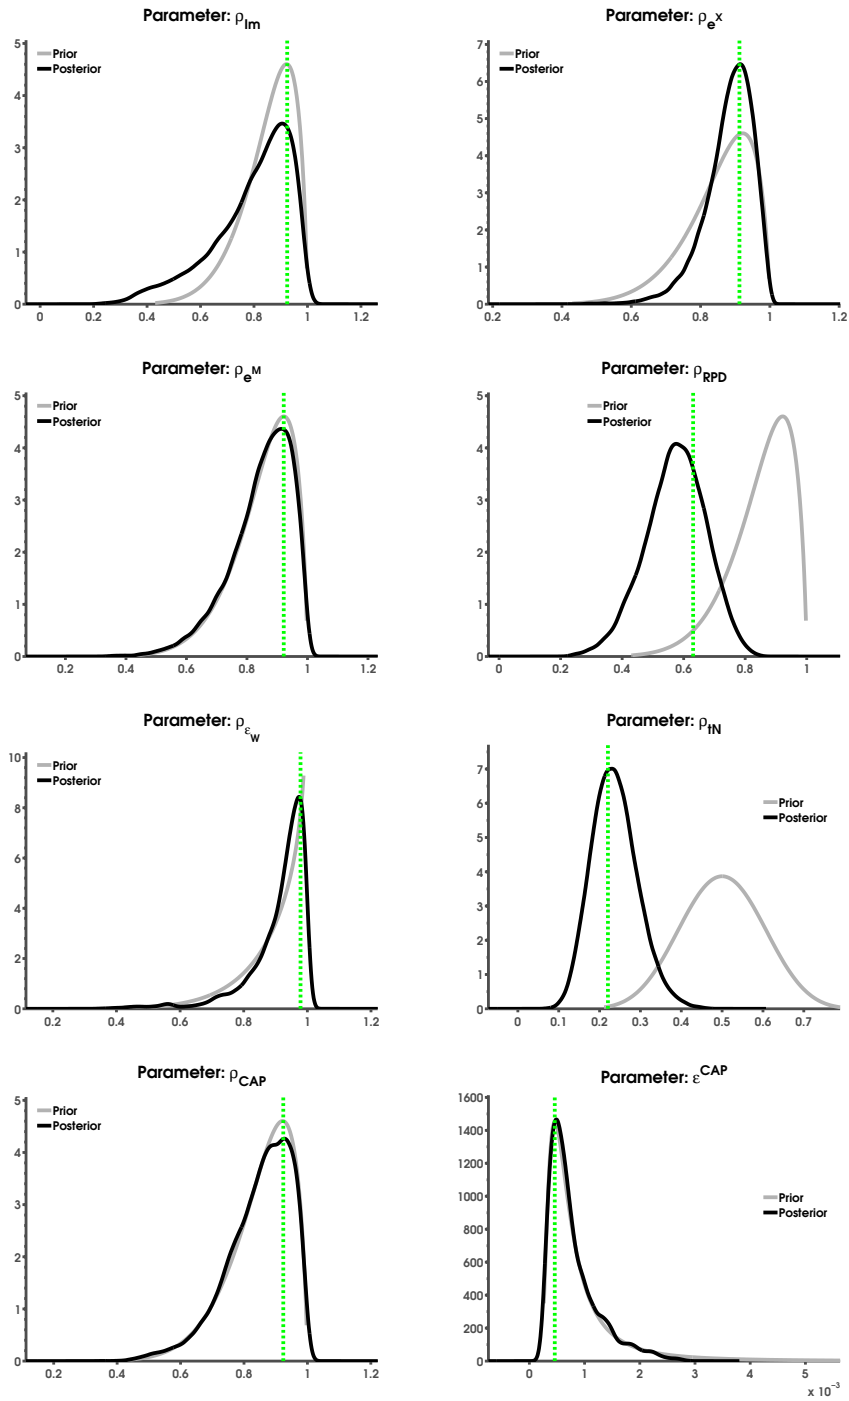 Parameter: ρ_lm
Prior
Posterior
5
4
3
2
1
0
0 0.2 0.4 0.6 0.8 1 1.2
Parameter: ρ_e^X
Prior
Posterior
7
6
5
4
3
2
1
0
0.2 0.4 0.6 0.8 1 1.2
Parameter: ρ_e^M
Prior
Posterior
5
4
3
2
1
0
0.2 0.4 0.6 0.8 1 1.2
Parameter: ρ_RPD
Prior
Posterior
5
4
3
2
1
0
0 0.2 0.4 0.6 0.8 1
Parameter: ρ_ε_W
Prior
Posterior
10
8
6
4
2
0
0.2 0.4 0.6 0.8 1 1.2
Parameter: ρ_tN
Prior
Posterior
7
6
5
4
3
2
1
0
0 0.1 0.2 0.3 0.4 0.5 0.6 0.7
Parameter: ρ_CAP
Prior
Posterior
5
4
3
2
1
0
0.2 0.4 0.6 0.8 1 1.2
Parameter: ε^CAP
Prior
Posterior
1600
1400
1200
1000
800
600
400
200
0
0 1 2 3 4 5
x 10^-3